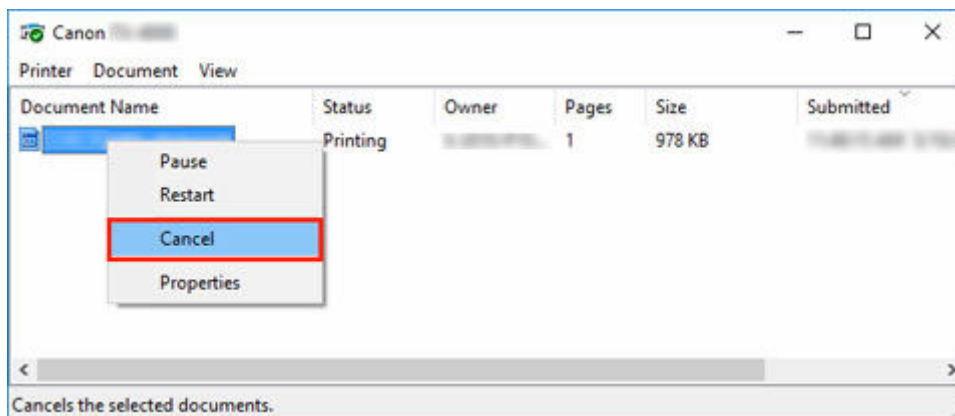 Canon
Printer Document View
Document Name Status Owner Pages Size Submitted
Printing 1 978 KB
Pause
Restart
Cancel
Properties
Cancels the selected documents.